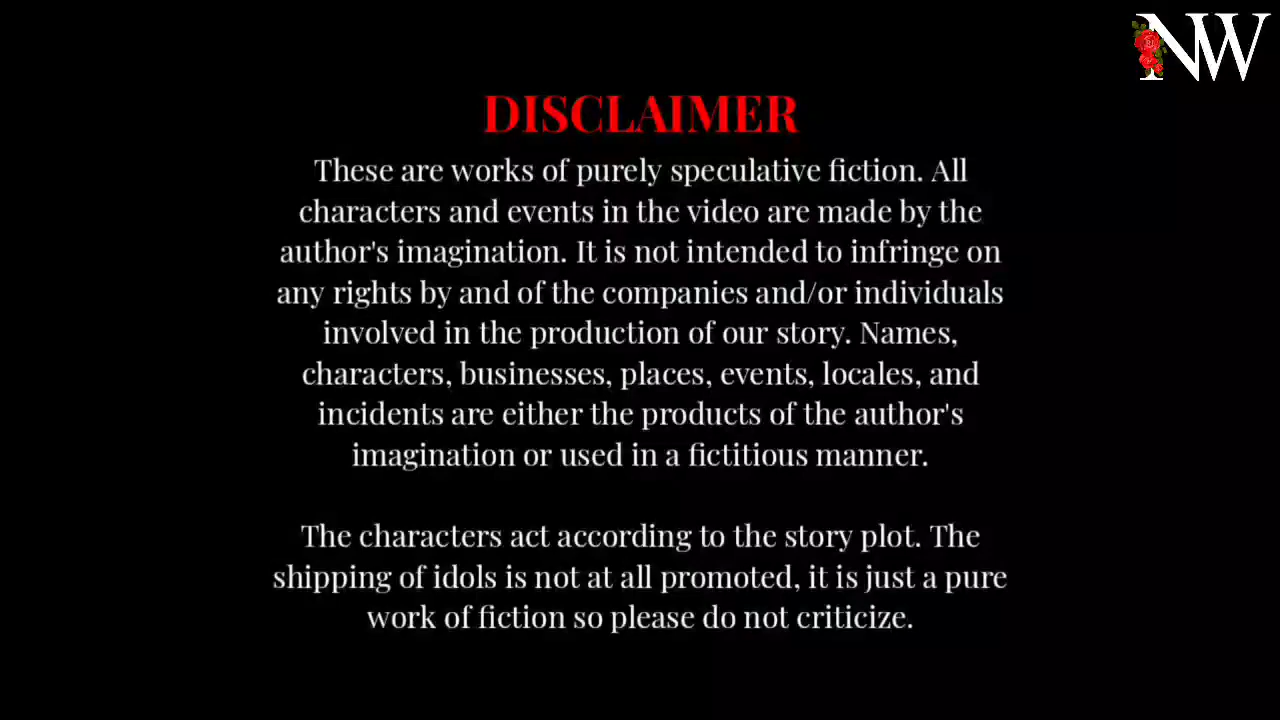 NW
DISCLAIMER
These are works of purely speculative fiction. All
characters and events in the video are made by the
author's imagination. It is not intended to infringe on
any rights by and of the companies and/or individuals
involved in the production of our story. Names,
characters, businesses, places, events, locales, and
incidents are either the products of the author's
imagination or used in a fictitious manner.
The characters act according to the story plot. The
shipping of idols is not at all promoted, it is just a pure
work of fiction so please do not criticize.